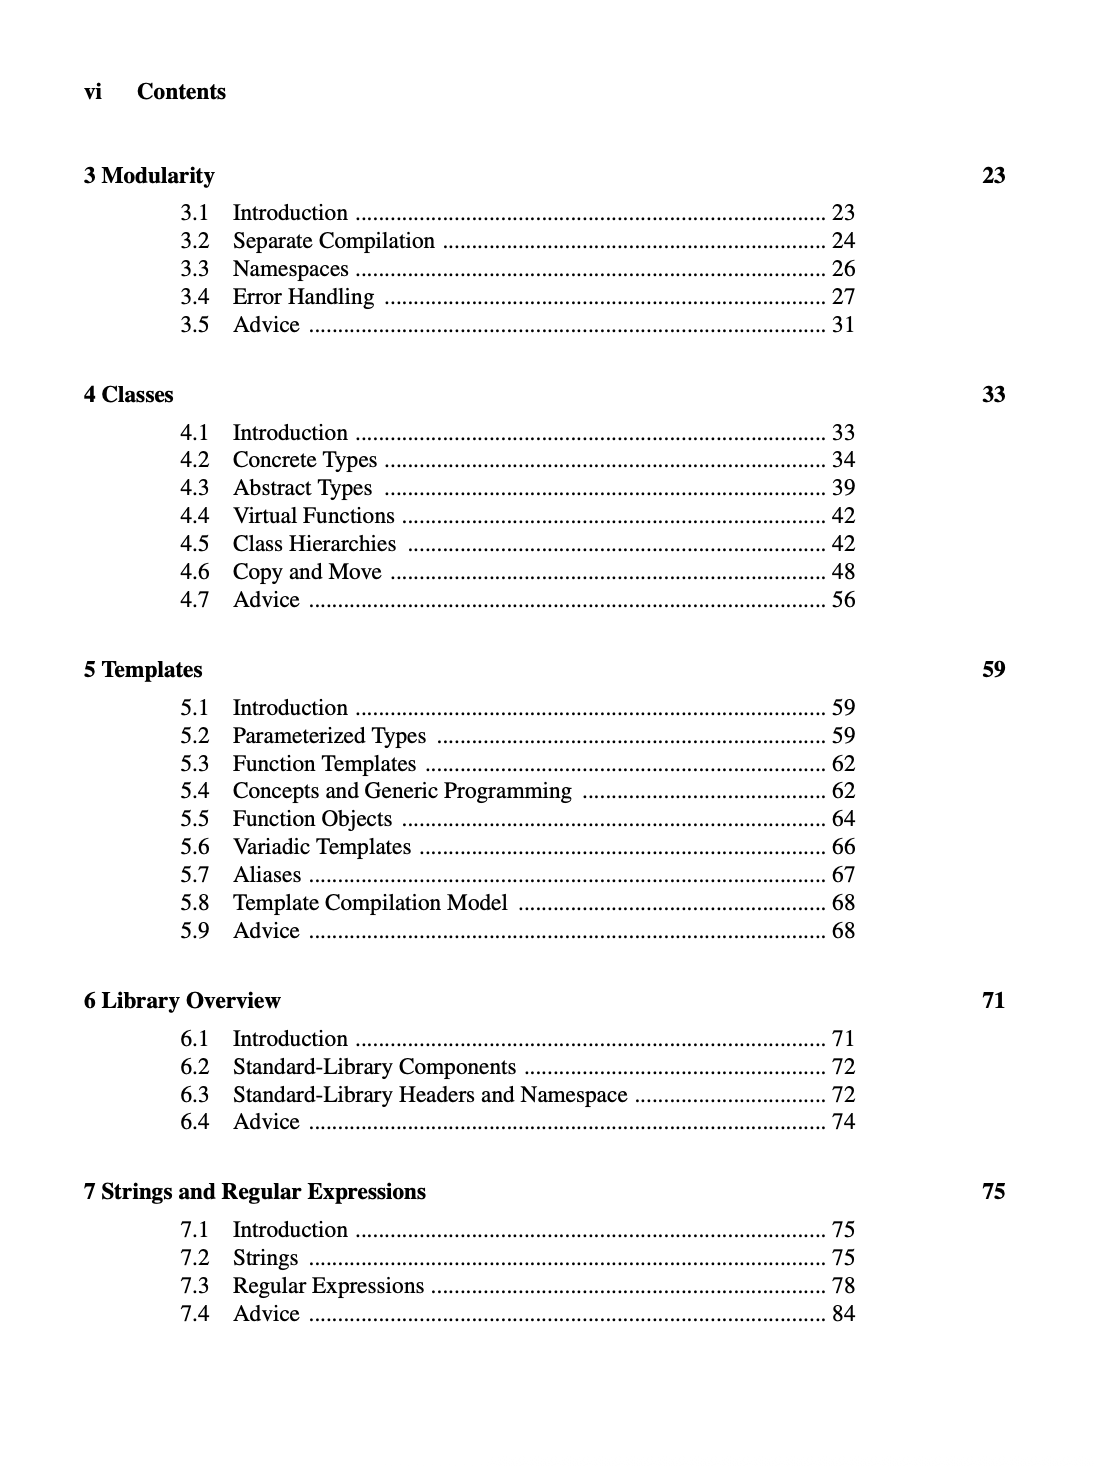 vi Contents
3 Modularity 23
3.1 Introduction ................................................................................. 23
3.2 Separate Compilation .................................................................. 24
3.3 Namespaces ................................................................................. 26
3.4 Error Handling ............................................................................ 27
3.5 Advice ......................................................................................... 31
4 Classes 33
4.1 Introduction ................................................................................. 33
4.2 Concrete Types ............................................................................ 34
4.3 Abstract Types ............................................................................ 39
4.4 Virtual Functions ......................................................................... 42
4.5 Class Hierarchies ........................................................................ 42
4.6 Copy and Move ........................................................................... 48
4.7 Advice ......................................................................................... 56
5 Templates 59
5.1 Introduction ................................................................................. 59
5.2 Parameterized Types ................................................................... 59
5.3 Function Templates ..................................................................... 62
5.4 Concepts and Generic Programming .......................................... 62
5.5 Function Objects ......................................................................... 64
5.6 Variadic Templates ...................................................................... 66
5.7 Aliases ......................................................................................... 67
5.8 Template Compilation Model ..................................................... 68
5.9 Advice ......................................................................................... 68
6 Library Overview 71
6.1 Introduction ................................................................................. 71
6.2 Standard-Library Components .................................................... 72
6.3 Standard-Library Headers and Namespace ................................. 72
6.4 Advice ......................................................................................... 74
7 Strings and Regular Expressions 75
7.1 Introduction ................................................................................. 75
7.2 Strings ......................................................................................... 75
7.3 Regular Expressions .................................................................... 78
7.4 Advice ......................................................................................... 84